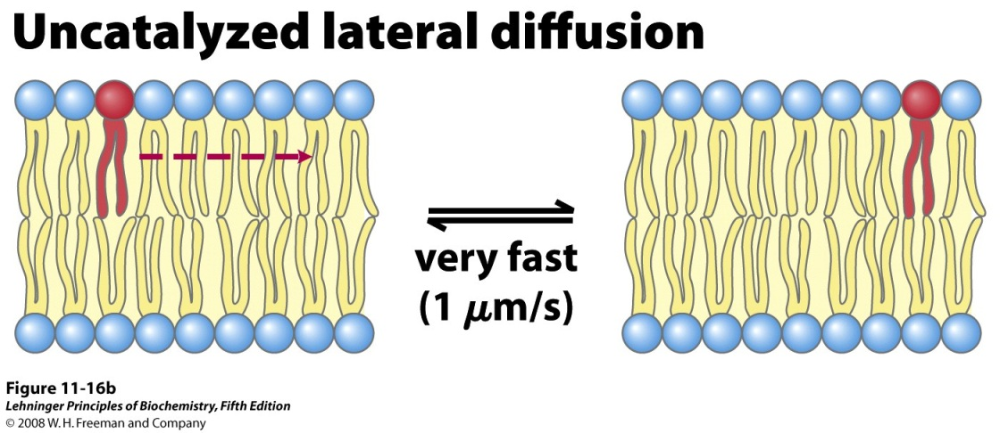 Uncatalyzed lateral diffusion
very fast
(1 μm/s)
Figure 11-16b
Lehninger Principles of Biochemistry, Fifth Edition
© 2008 W. H. Freeman and Company